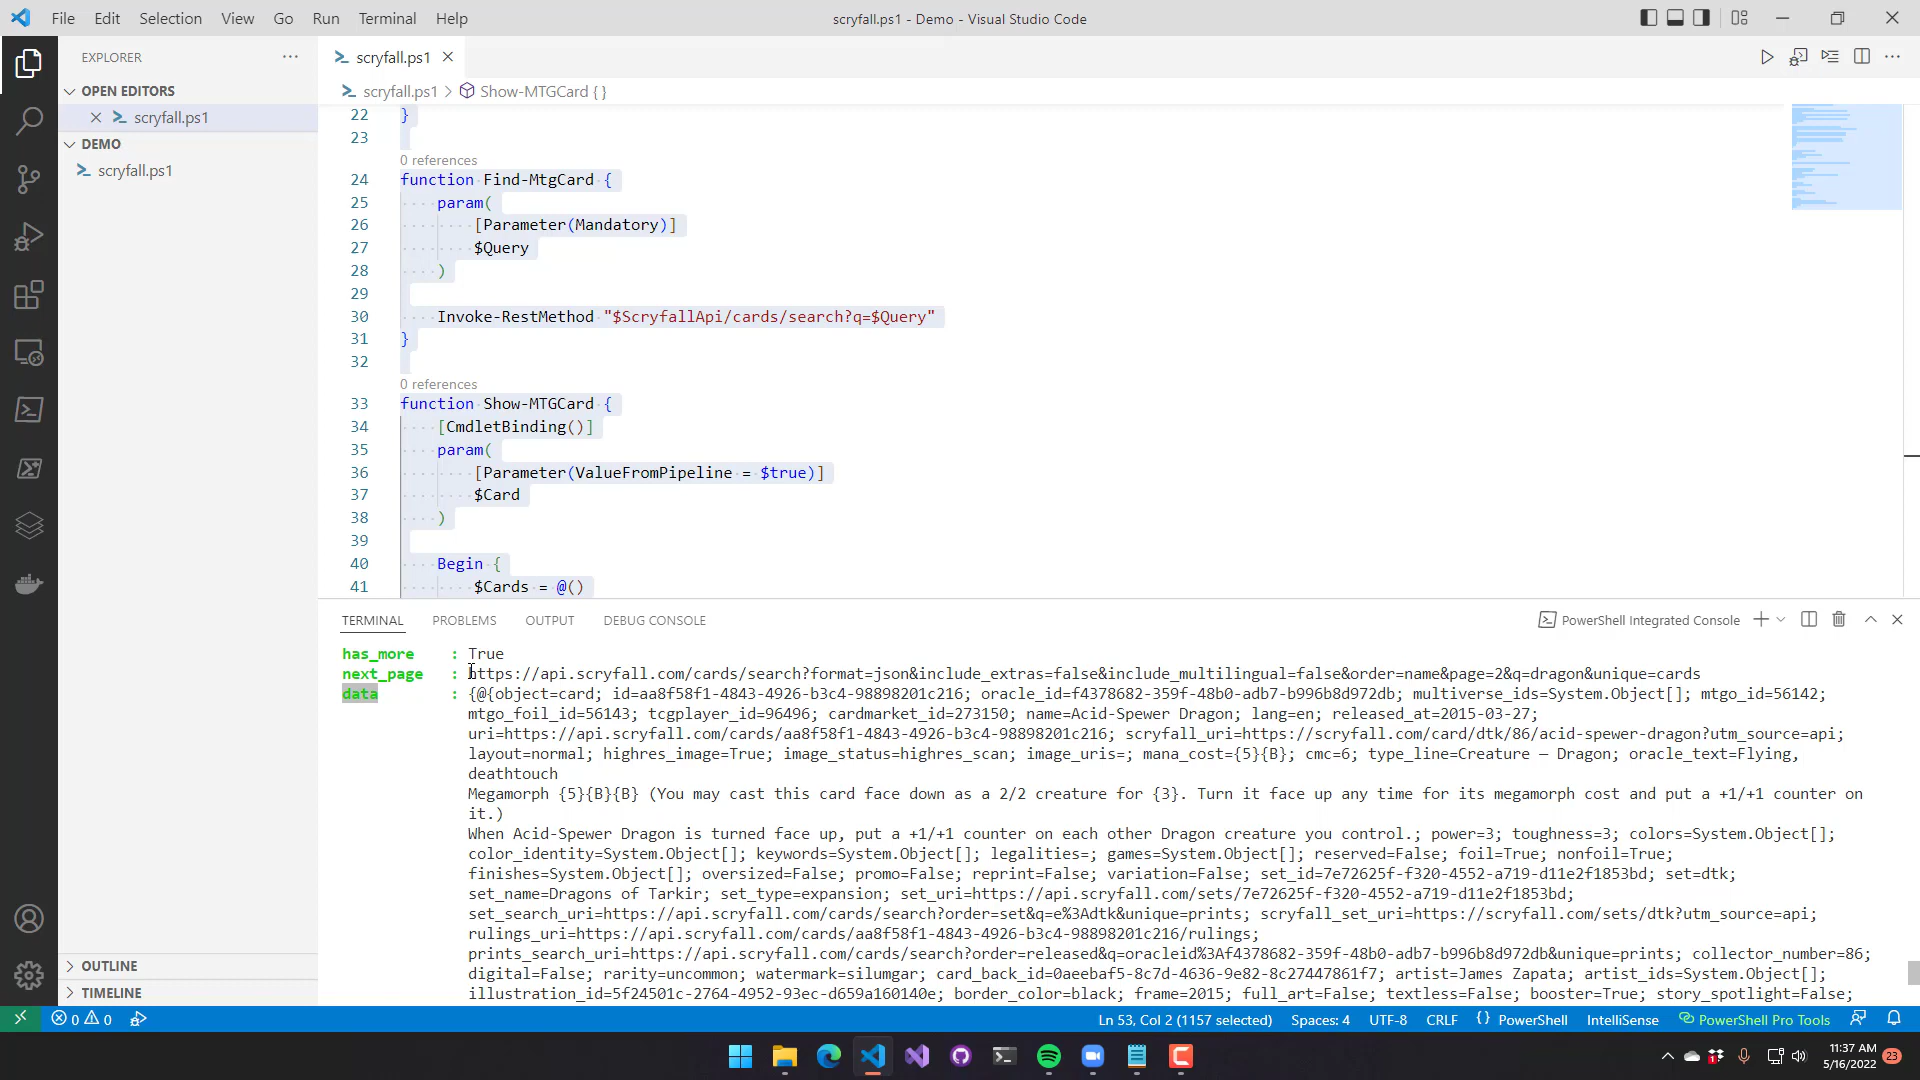 File Edit Selection View Go Run Terminal Help
scryfall.ps1 - Demo - Visual Studio Code
EXPLORER
OPEN EDITORS
scryfall.ps1
DEMO
scryfall.ps1
OUTLINE
TIMELINE
scryfall.ps1
scryfall.ps1 > Show-MTGCard { }
22 }
23
0 references
24 function Find-MtgCard {
25 param(
26 [Parameter(Mandatory)]
27 $Query
28 )
29
30 Invoke-RestMethod "$ScryfallApi/cards/search?q=$Query"
31 }
32
0 references
33 function Show-MTGCard {
34 [CmdletBinding()]
35 param(
36 [Parameter(ValueFromPipeline = $true)]
37 $Card
38 )
39
40 Begin {
41 $Cards = @()
TERMINAL PROBLEMS OUTPUT DEBUG CONSOLE
PowerShell Integrated Console
has_more : True
next_page : https://api.scryfall.com/cards/search?format=json&include_extras=false&include_multilingual=false&order=name&page=2&q=dragon&unique=cards
data : {@{object=card; id=aa8f58f1-4843-4926-b3c4-98898201c216; oracle_id=f4378682-359f-48b0-adb7-b996b8d972db; multiverse_ids=System.Object[]; mtgo_id=56142;
mtgo_foil_id=56143; tcgplayer_id=96496; cardmarket_id=273150; name=Acid-Spewer Dragon; lang=en; released_at=2015-03-27;
uri=https://api.scryfall.com/cards/aa8f58f1-4843-4926-b3c4-98898201c216; scryfall_uri=https://scryfall.com/card/dtk/86/acid-spewer-dragon?utm_source=api;
layout=normal; highres_image=True; image_status=highres_scan; image_uris=; mana_cost={5}{B}; cmc=6; type_line=Creature — Dragon; oracle_text=Flying,
deathtouch
Megamorph {5}{B}{B} (You may cast this card face down as a 2/2 creature for {3}. Turn it face up any time for its megamorph cost and put a +1/+1 counter on
it.)
When Acid-Spewer Dragon is turned face up, put a +1/+1 counter on each other Dragon creature you control.; power=3; toughness=3; colors=System.Object[];
color_identity=System.Object[]; keywords=System.Object[]; legalities=; games=System.Object[]; reserved=False; foil=True; nonfoil=True;
finishes=System.Object[]; oversized=False; promo=False; reprint=False; variation=False; set_id=7e72625f-f320-4552-a719-d11e2f1853bd; set=dtk;
set_name=Dragons of Tarkir; set_type=expansion; set_uri=https://api.scryfall.com/sets/7e72625f-f320-4552-a719-d11e2f1853bd;
set_search_uri=https://api.scryfall.com/cards/search?order=set&q=e%3Adtk&unique=prints; scryfall_set_uri=https://scryfall.com/sets/dtk?utm_source=api;
rulings_uri=https://api.scryfall.com/cards/aa8f58f1-4843-4926-b3c4-98898201c216/rulings;
prints_search_uri=https://api.scryfall.com/cards/search?order=released&q=oracleid%3Af4378682-359f-48b0-adb7-b996b8d972db&unique=prints; collector_number=86;
digital=False; rarity=uncommon; watermark=silumgar; card_back_id=0aeebaf5-8c7d-4636-9e82-8c27447861f7; artist=James Zapata; artist_ids=System.Object[];
illustration_id=5f24501c-2764-4952-93ec-d659a160140e; border_color=black; frame=2015; full_art=False; textless=False; booster=True; story_spotlight=False;
0 0
Ln 53, Col 2 (1157 selected) Spaces: 4 UTF-8 CRLF { } PowerShell IntelliSense PowerShell Pro Tools
11:37 AM
5/16/2022
23